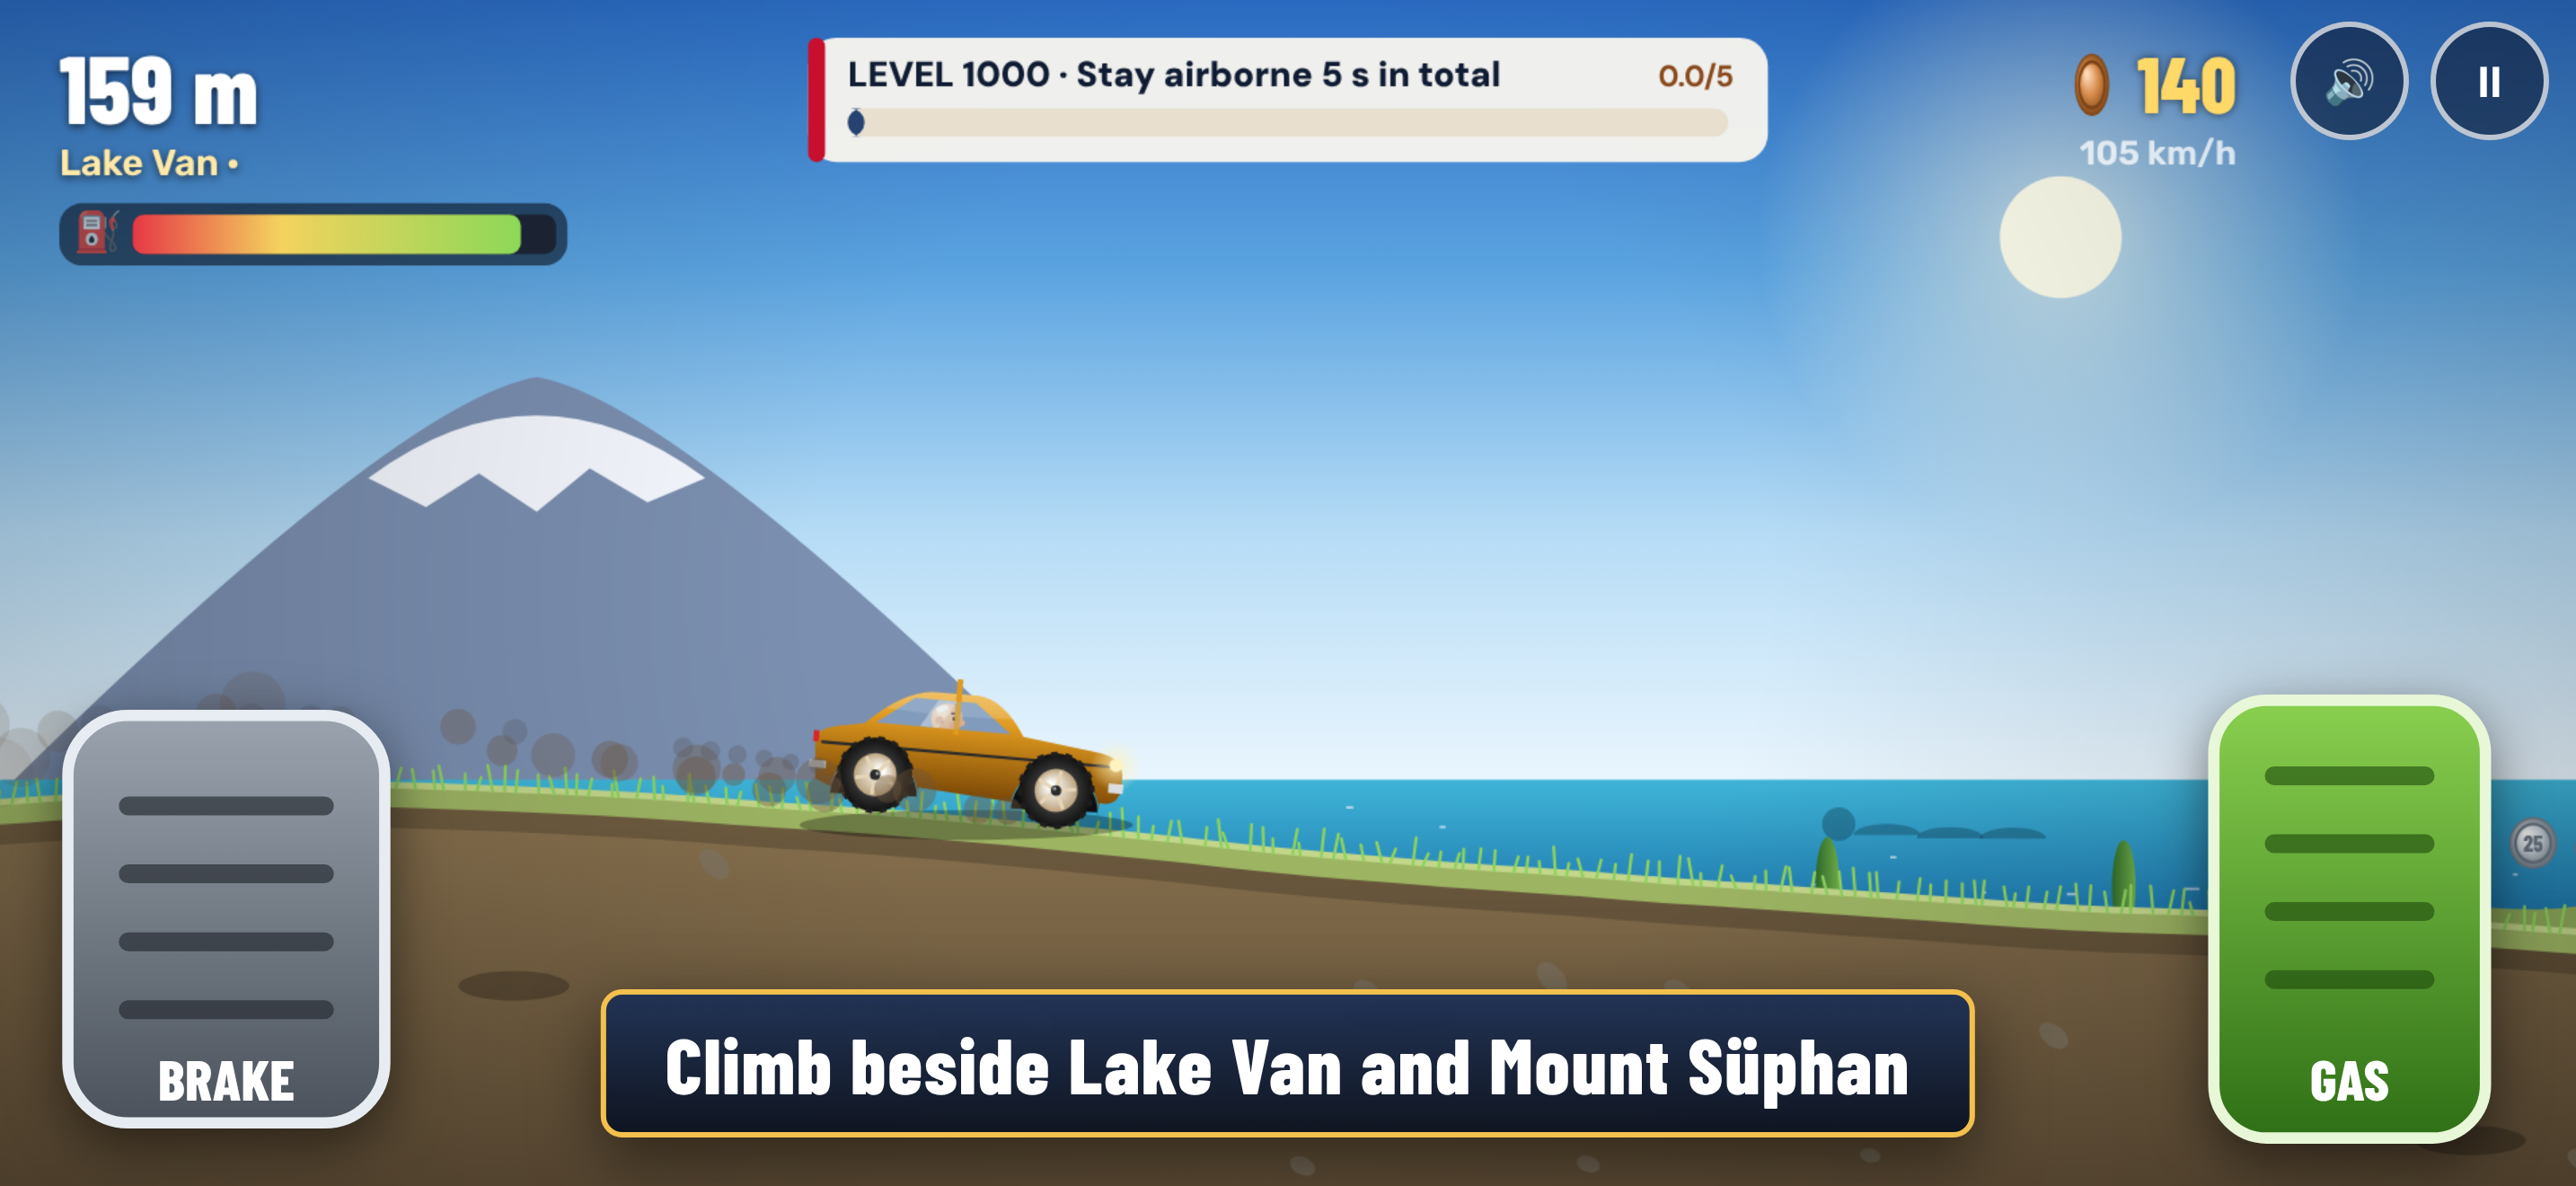 159 m
Lake Van •
LEVEL 1000 · Stay airborne 5 s in total
0.0/5
140
105 km/h
25
BRAKE
GAS
Climb beside Lake Van and Mount Süphan